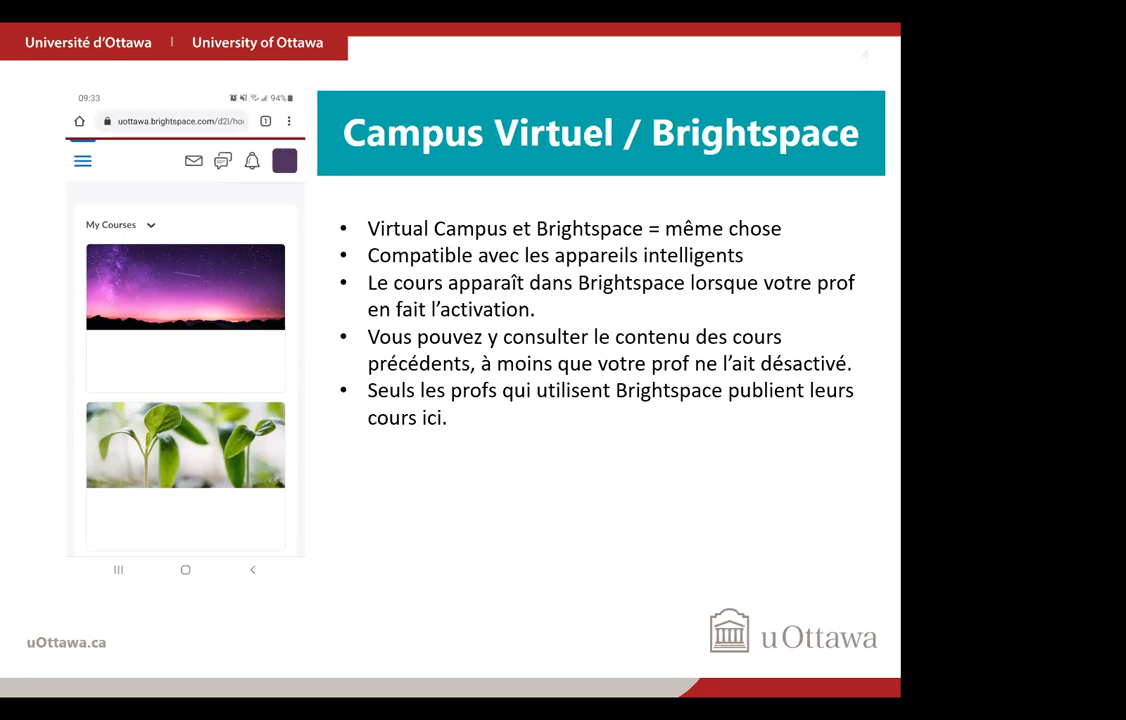 Université d'Ottawa | University of Ottawa
4
09:33 94%
uottawa.brightspace.com/d2l/ho
1
My Courses
Campus Virtuel / Brightspace
• Virtual Campus et Brightspace = même chose
• Compatible avec les appareils intelligents
• Le cours apparaît dans Brightspace lorsque votre prof
en fait l'activation.
• Vous pouvez y consulter le contenu des cours
précédents, à moins que votre prof ne l'ait désactivé.
• Seuls les profs qui utilisent Brightspace publient leurs
cours ici.
uOttawa.ca
uOttawa